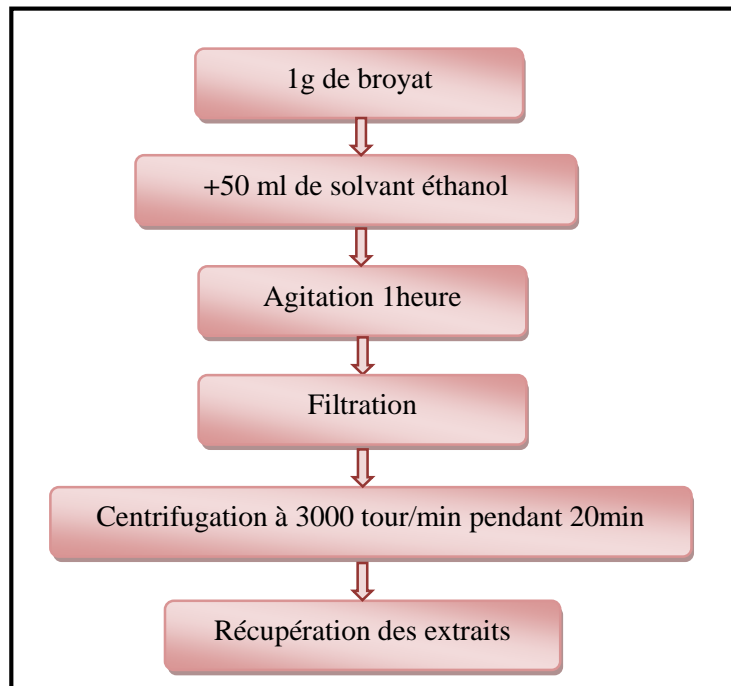 1g de broyat
+50 ml de solvant éthanol
Agitation 1heure
Filtration
Centrifugation à 3000 tour/min pendant 20min
Récupération des extraits